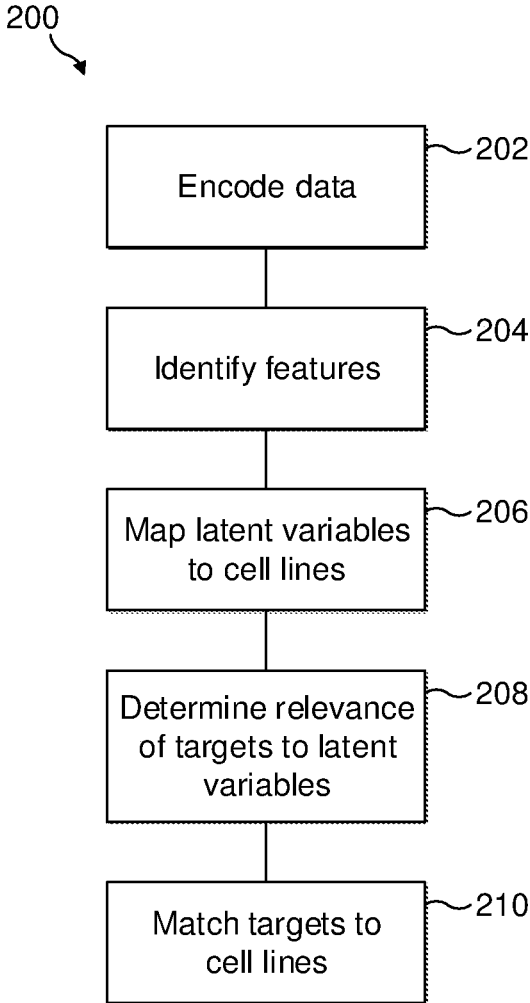 200
Encode data
202
Identify features
204
Map latent variables
to cell lines
206
Determine relevance
of targets to latent
variables
208
Match targets to
cell lines
210